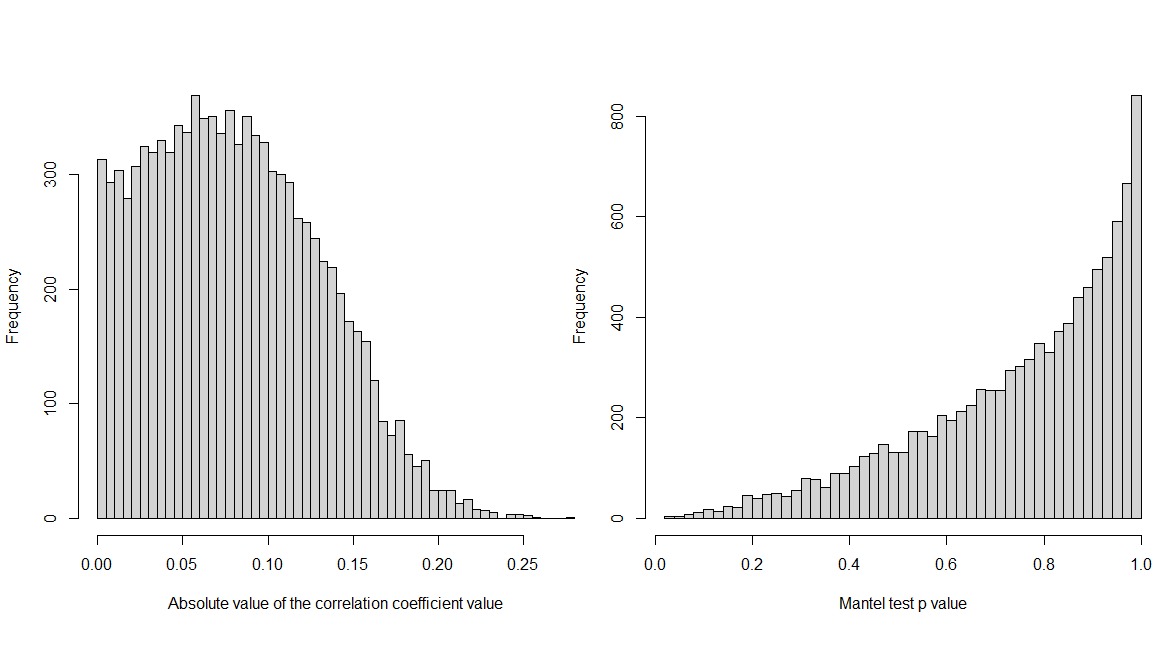 Frequency
0
100
200
300
0.00 0.05 0.10 0.15 0.20 0.25
Absolute value of the correlation coefficient value
Frequency
0
200
400
600
800
0.0 0.2 0.4 0.6 0.8 1.0
Mantel test p value